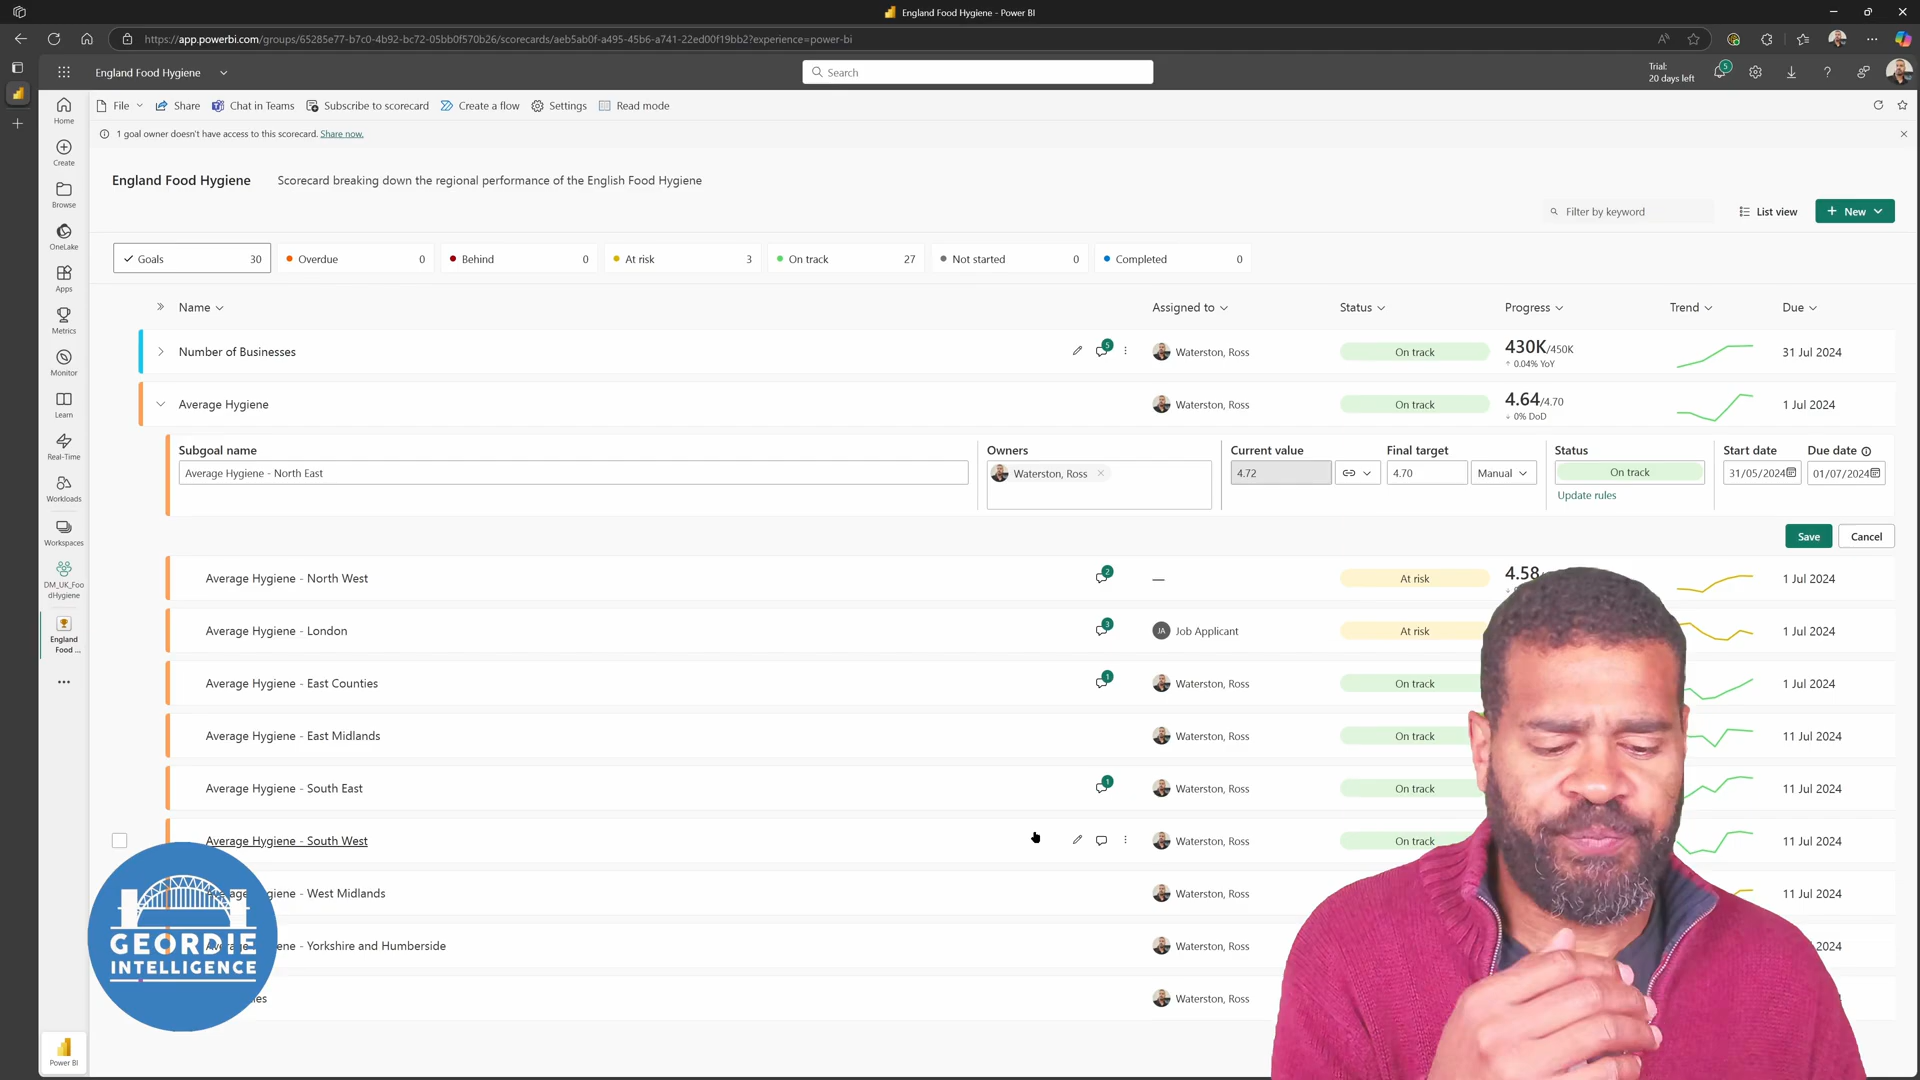 England Food Hygiene - Power BI
https://app.powerbi.com/groups/65285e77-b7c0-4b92-bc72-05bb0f570b26/scorecards/aeb5ab0f-a495-45b6-a741-22ed00f19bb2?experience=power-bi
England Food Hygiene
Search
Trial:
20 days left
5
File Share Chat in Teams Subscribe to scorecard Create a flow Settings Read mode
1 goal owner doesn't have access to this scorecard. Share now.
Home
Create
Browse
OneLake
Apps
Metrics
Monitor
Learn
Real-Time
Workloads
Workspaces
DM_UK_Foo
dHygiene
England
Food ...
Power BI
England Food Hygiene Scorecard breaking down the regional performance of the English Food Hygiene
Filter by keyword List view New
Goals 30 Overdue 0 Behind 0 At risk 3 On track 27 Not started 0 Completed 0
Name Assigned to Status Progress Trend Due
Number of Businesses 5 Waterston, Ross On track 430K/450K 31 Jul 2024
↑ 0.04% YoY
Average Hygiene Waterston, Ross On track 4.64/4.70 1 Jul 2024
↓ 0% DoD
Subgoal name Owners Current value Final target Status Start date Due date
Average Hygiene - North East Waterston, Ross 4.72 4.70 Manual On track 31/05/2024 01/07/2024
Update rules
Save Cancel
Average Hygiene - North West 2 — At risk 4.58 1 Jul 2024
Average Hygiene - London 3 JA Job Applicant At risk 1 Jul 2024
Average Hygiene - East Counties 1 Waterston, Ross On track 1 Jul 2024
Average Hygiene - East Midlands Waterston, Ross On track 11 Jul 2024
Average Hygiene - South East 1 Waterston, Ross On track 11 Jul 2024
Average Hygiene - South West Waterston, Ross On track 11 Jul 2024
- West Midlands Waterston, Ross 11 Jul 2024
- Yorkshire and Humberside Waterston, Ross 2024
Waterston, Ross
GEORDIE
INTELLIGENCE